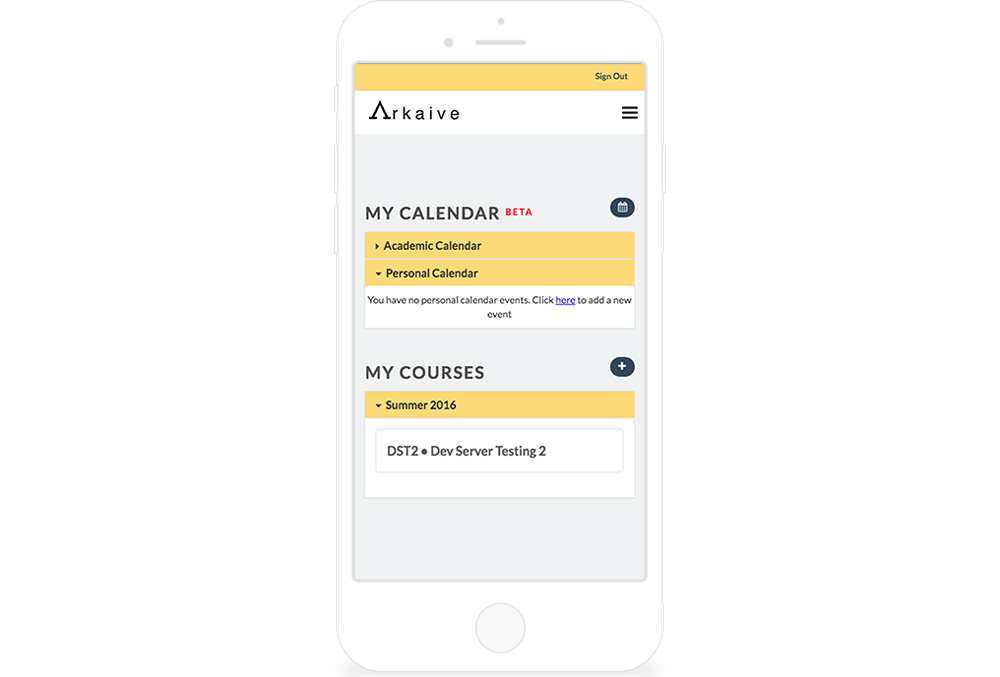 Sign Out
Arkaive
MY CALENDAR BETA
Academic Calendar
Personal Calendar
You have no personal calendar events. Click here to add a new
event
MY COURSES
Summer 2016
DST2 • Dev Server Testing 2